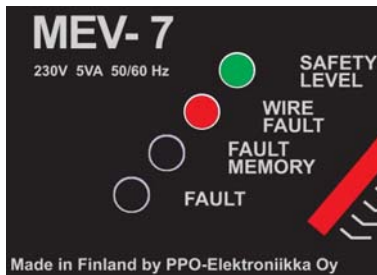 MEV- 7
230V 5VA 50/60 Hz
SAFETY
LEVEL
WIRE
FAULT
FAULT
MEMORY
FAULT
Made in Finland by PPO-Elektroniikka Oy